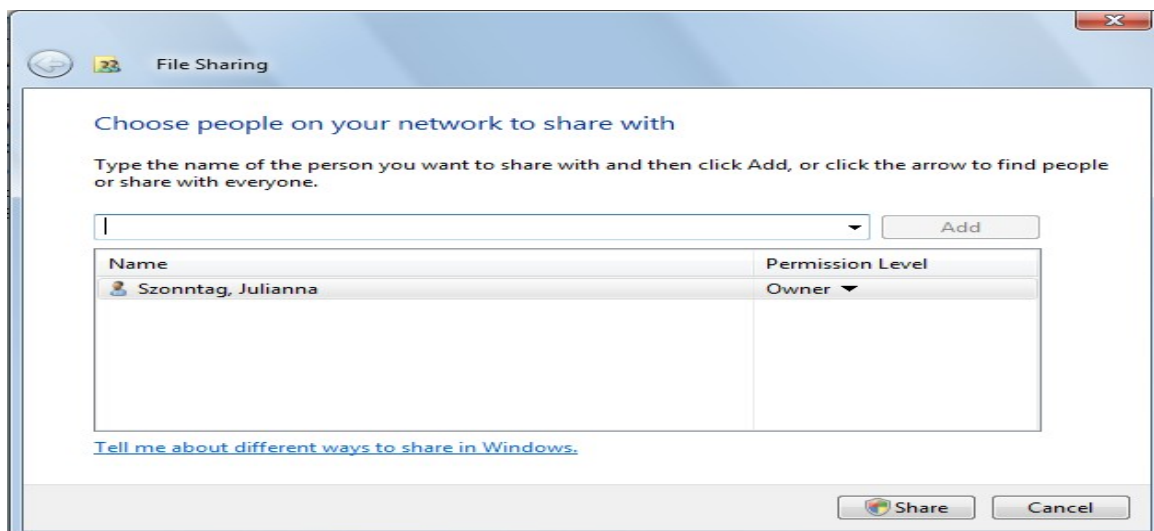 File Sharing
Choose people on your network to share with
Type the name of the person you want to share with and then click Add, or click the arrow to find people
or share with everyone.
Add
Name Permission Level
Szonntag, Julianna Owner
Tell me about different ways to share in Windows.
Share Cancel